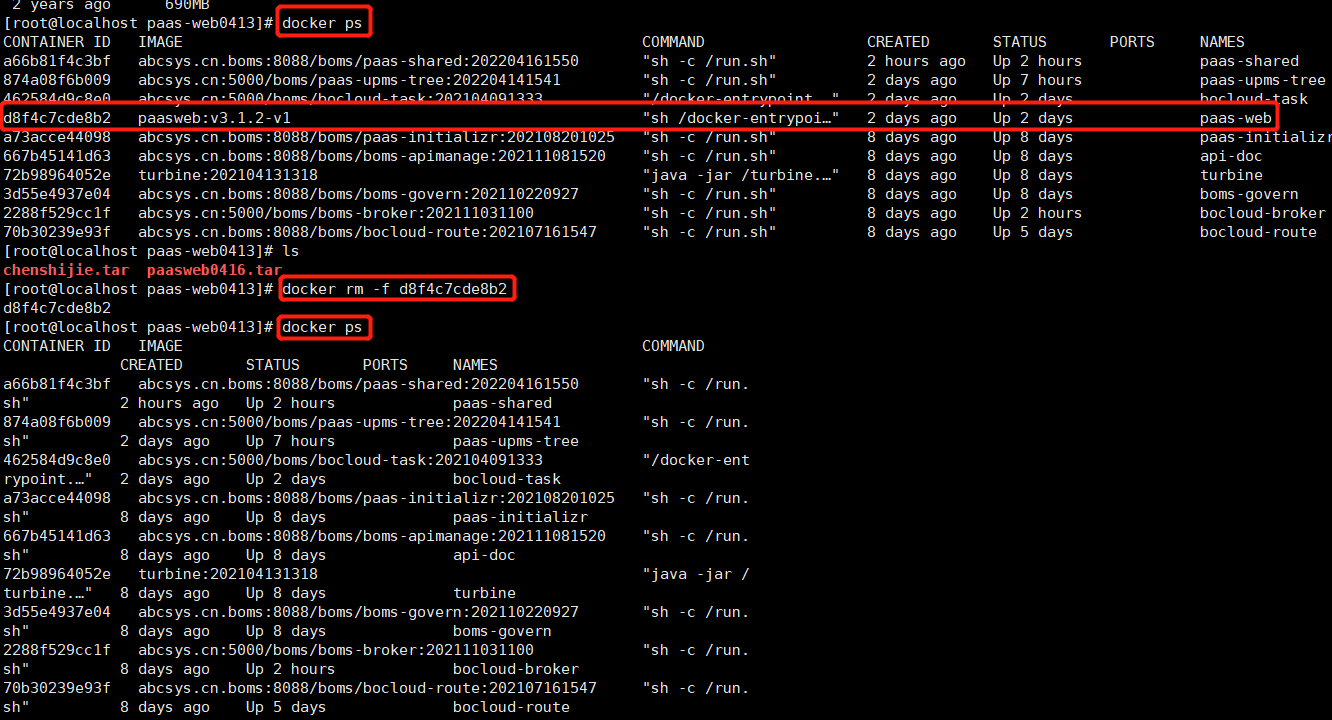 2 years ago      690MB
[root@localhost paas-web0413]# docker ps
CONTAINER ID   IMAGE                                                   COMMAND                  CREATED       STATUS       PORTS     NAMES
a66b81f4c3bf   abcsys.cn.boms:8088/boms/paas-shared:202204161550       "sh -c /run.sh"          2 hours ago   Up 2 hours             paas-shared
874a08f6b009   abcsys.cn:5000/boms/paas-upms-tree:202204141541         "sh -c /run.sh"          2 days ago    Up 7 hours             paas-upms-tree
462584d9c8e0   abcsys.cn:5000/boms/bocloud-task:202104091333           "/docker-entrypoint.…"   2 days ago    Up 2 days              bocloud-task
d8f4c7cde8b2   paasweb:v3.1.2-v1                                       "sh /docker-entrypoi…"   2 days ago    Up 2 days              paas-web
a73acce44098   abcsys.cn.boms:8088/boms/paas-initializr:202108201025   "sh -c /run.sh"          8 days ago    Up 8 days              paas-initializr
667b45141d63   abcsys.cn.boms:8088/boms/boms-apimanage:202111081520    "sh -c /run.sh"          8 days ago    Up 8 days              api-doc
72b98964052e   turbine:202104131318                                    "java -jar /turbine.…"   8 days ago    Up 8 days              turbine
3d55e4937e04   abcsys.cn.boms:8088/boms/boms-govern:202110220927       "sh -c /run.sh"          8 days ago    Up 8 days              boms-govern
2288f529cc1f   abcsys.cn:5000/boms/boms-broker:202111031100            "sh -c /run.sh"          8 days ago    Up 2 hours             bocloud-broker
70b30239e93f   abcsys.cn.boms:8088/boms/bocloud-route:202107161547     "sh -c /run.sh"          8 days ago    Up 5 days              bocloud-route
[root@localhost paas-web0413]# ls
chenshijie.tar  paasweb0416.tar
[root@localhost paas-web0413]# docker rm -f d8f4c7cde8b2
d8f4c7cde8b2
[root@localhost paas-web0413]# docker ps
CONTAINER ID   IMAGE                                                   COMMAND
             CREATED       STATUS       PORTS     NAMES
a66b81f4c3bf   abcsys.cn.boms:8088/boms/paas-shared:202204161550       "sh -c /run.
sh"          2 hours ago   Up 2 hours             paas-shared
874a08f6b009   abcsys.cn:5000/boms/paas-upms-tree:202204141541         "sh -c /run.
sh"          2 days ago    Up 7 hours             paas-upms-tree
462584d9c8e0   abcsys.cn:5000/boms/bocloud-task:202104091333           "/docker-ent
rypoint.…"   2 days ago    Up 2 days              bocloud-task
a73acce44098   abcsys.cn.boms:8088/boms/paas-initializr:202108201025   "sh -c /run.
sh"          8 days ago    Up 8 days              paas-initializr
667b45141d63   abcsys.cn.boms:8088/boms/boms-apimanage:202111081520    "sh -c /run.
sh"          8 days ago    Up 8 days              api-doc
72b98964052e   turbine:202104131318                                    "java -jar /
turbine.…"   8 days ago    Up 8 days              turbine
3d55e4937e04   abcsys.cn.boms:8088/boms/boms-govern:202110220927       "sh -c /run.
sh"          8 days ago    Up 8 days              boms-govern
2288f529cc1f   abcsys.cn:5000/boms/boms-broker:202111031100            "sh -c /run.
sh"          8 days ago    Up 2 hours             bocloud-broker
70b30239e93f   abcsys.cn.boms:8088/boms/bocloud-route:202107161547     "sh -c /run.
sh"          8 days ago    Up 5 days              bocloud-route